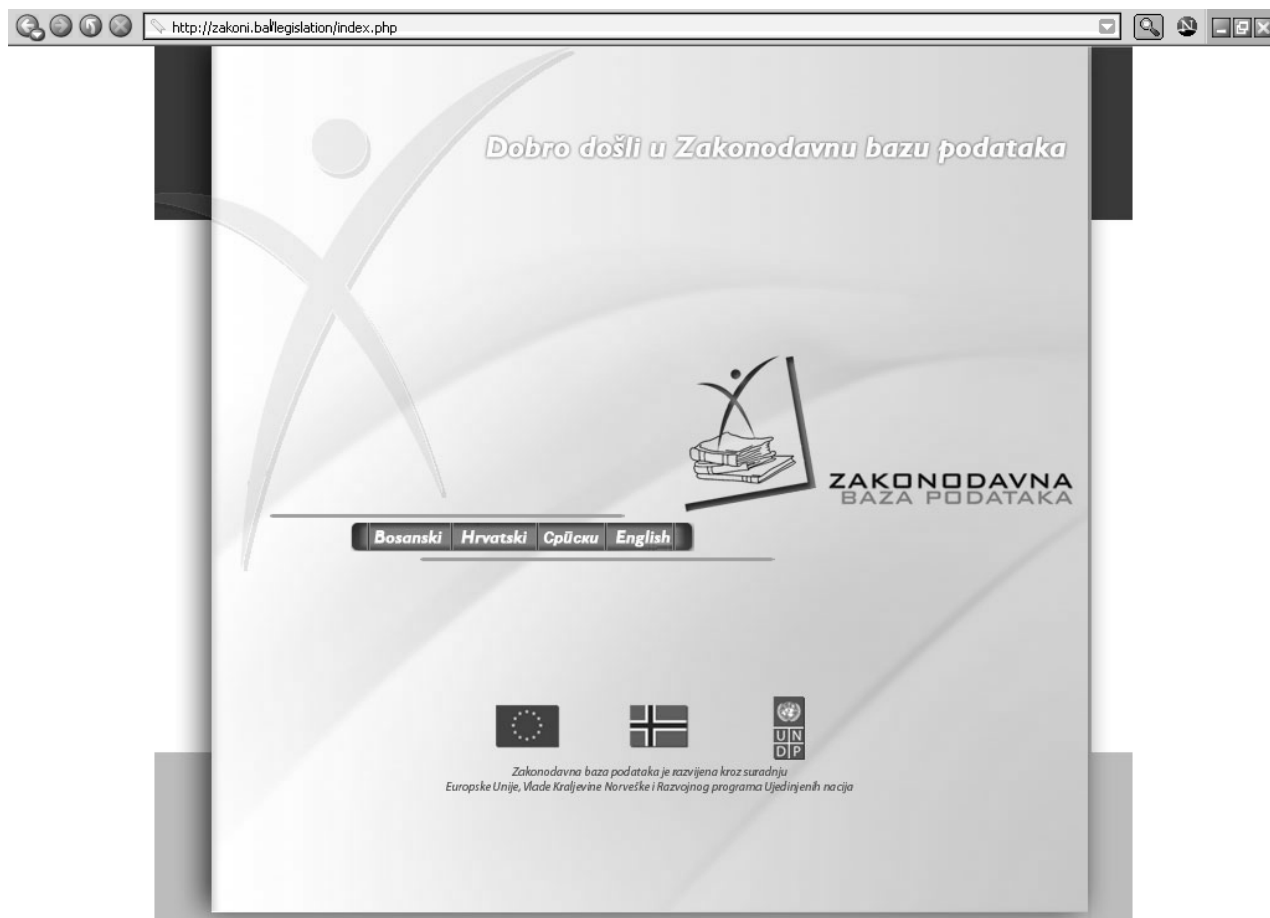 http://zakoni.ba/legislation/index.php
N
Dobro došli u Zakonodavnu bazu podataka
ZAKONODAVNA
BAZA PODATAKA
Bosanski Hrvatski Српски English
UN
DP
Zakonodavna baza podataka je razvijena kroz suradnju
Europske Unije, Vlade Kraljevine Norveške i Razvojnog programa Ujedinjenih nacija